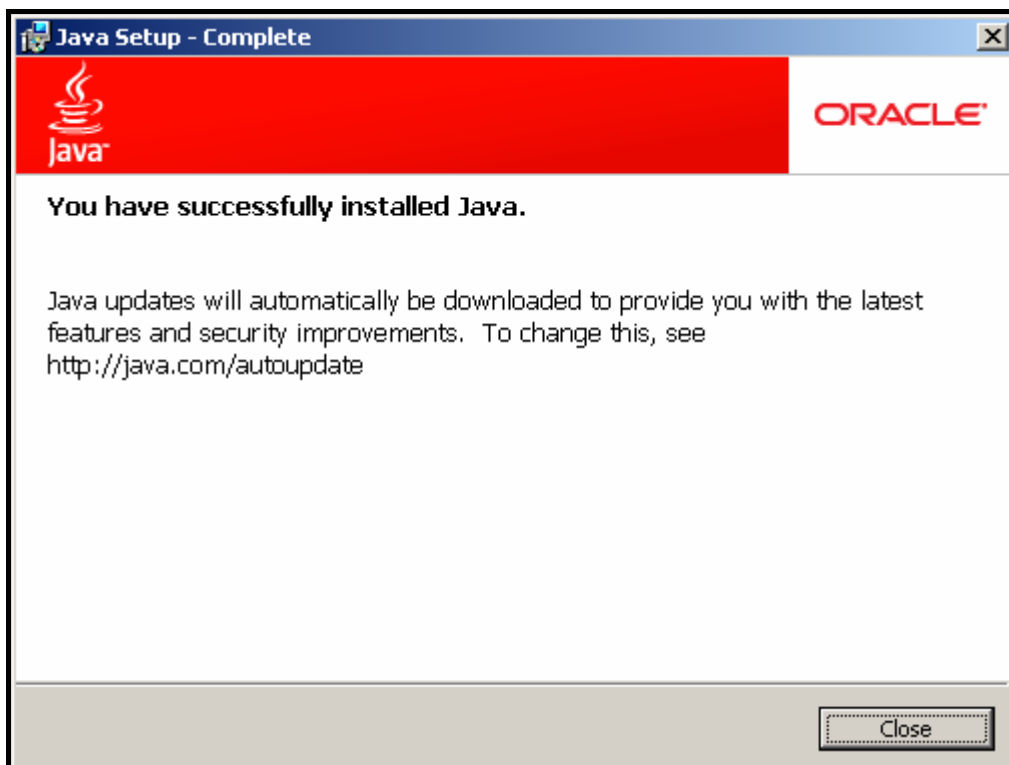 Java Setup - Complete
Java™
ORACLE®
You have successfully installed Java.
Java updates will automatically be downloaded to provide you with the latest
features and security improvements.  To change this, see
http://java.com/autoupdate
Close